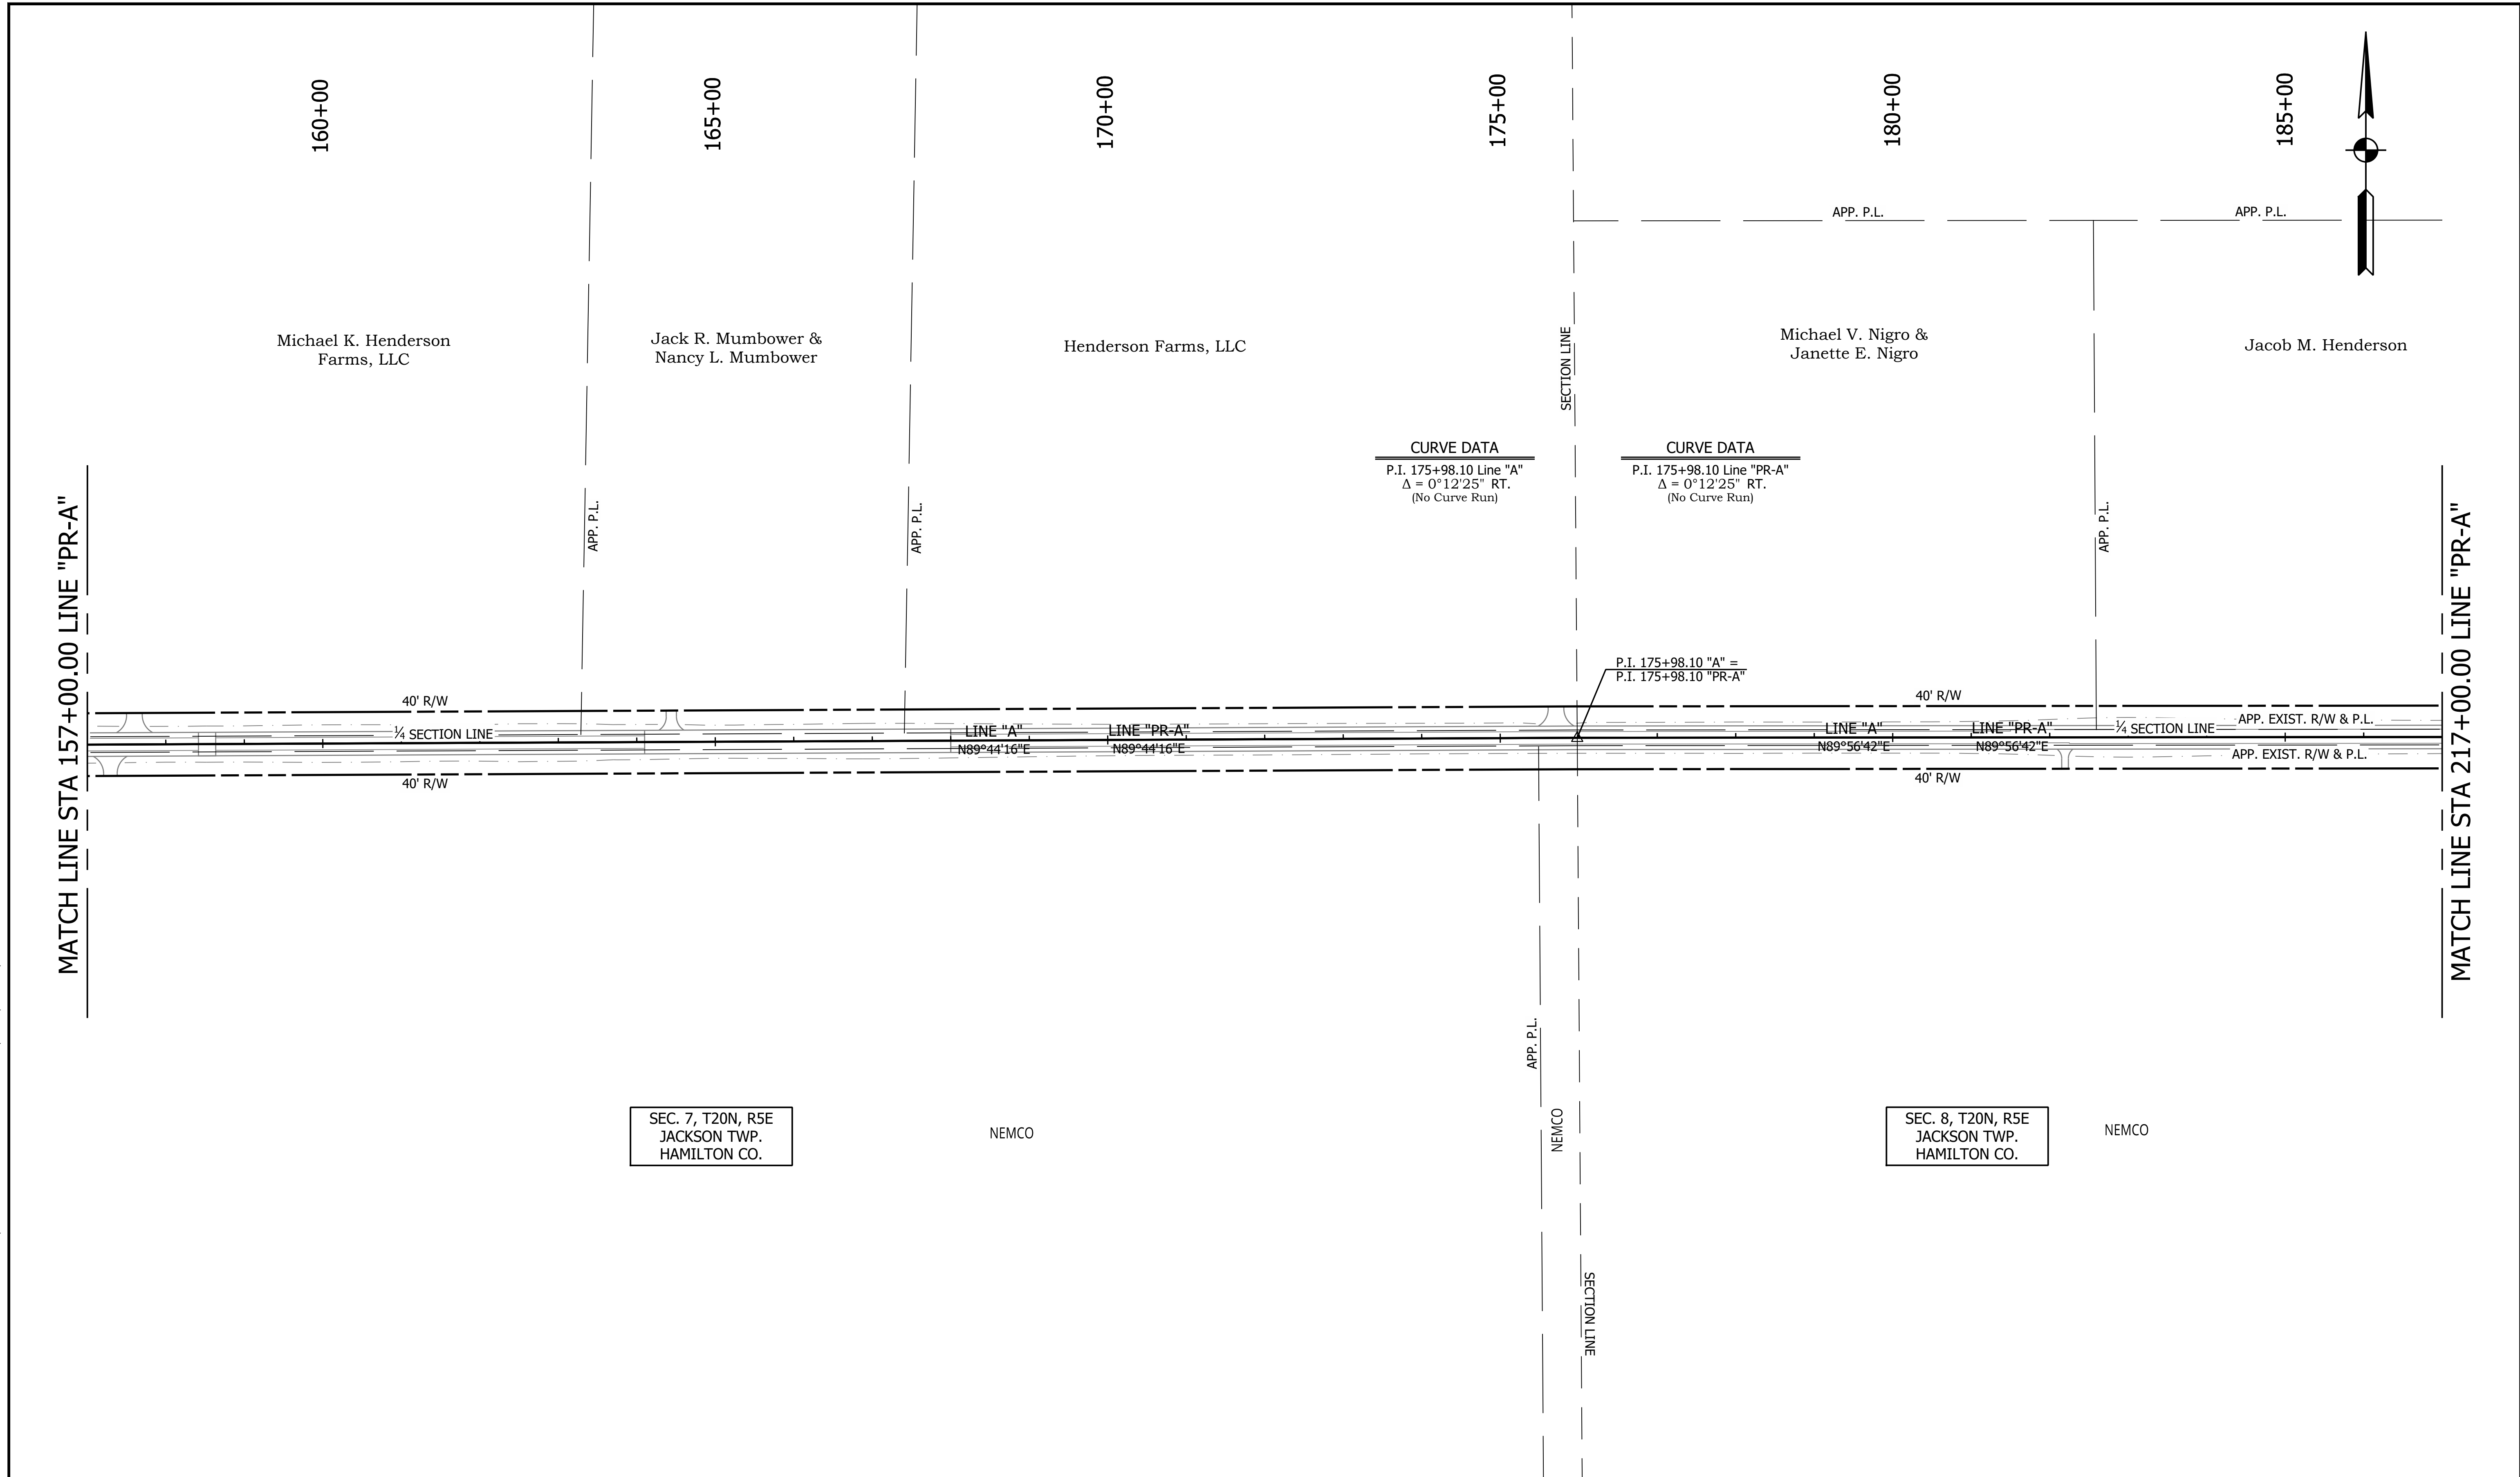 160+00
165+00
170+00
175+00
180+00
185+00
APP. P.L.
APP. P.L.
Michael K. Henderson
Farms, LLC
Jack R. Mumbower &
Nancy L. Mumbower
Henderson Farms, LLC
SECTION LINE
Michael V. Nigro &
Janette E. Nigro
Jacob M. Henderson
CURVE DATA
P.I. 175+98.10 Line "A"
Δ = 0°12'25" RT.
(No Curve Run)
CURVE DATA
P.I. 175+98.10 Line "PR-A"
Δ = 0°12'25" RT.
(No Curve Run)
APP. P.L.
APP. P.L.
APP. P.L.
MATCH LINE STA 157+00.00 LINE "PR-A"
MATCH LINE STA 217+00.00 LINE "PR-A"
P.I. 175+98.10 "A" =
P.I. 175+98.10 "PR-A"
40' R/W
40' R/W
¼ SECTION LINE
LINE "A"
N89°44'16"E
LINE "PR-A"
N89°44'16"E
LINE "A"
N89°56'42"E
LINE "PR-A"
N89°56'42"E
¼ SECTION LINE
APP. EXIST. R/W & P.L.
APP. EXIST. R/W & P.L.
40' R/W
40' R/W
APP. P.L.
SEC. 7, T20N, R5E
JACKSON TWP.
HAMILTON CO.
NEMCO
NEMCO
SEC. 8, T20N, R5E
JACKSON TWP.
HAMILTON CO.
NEMCO
SECTION LINE